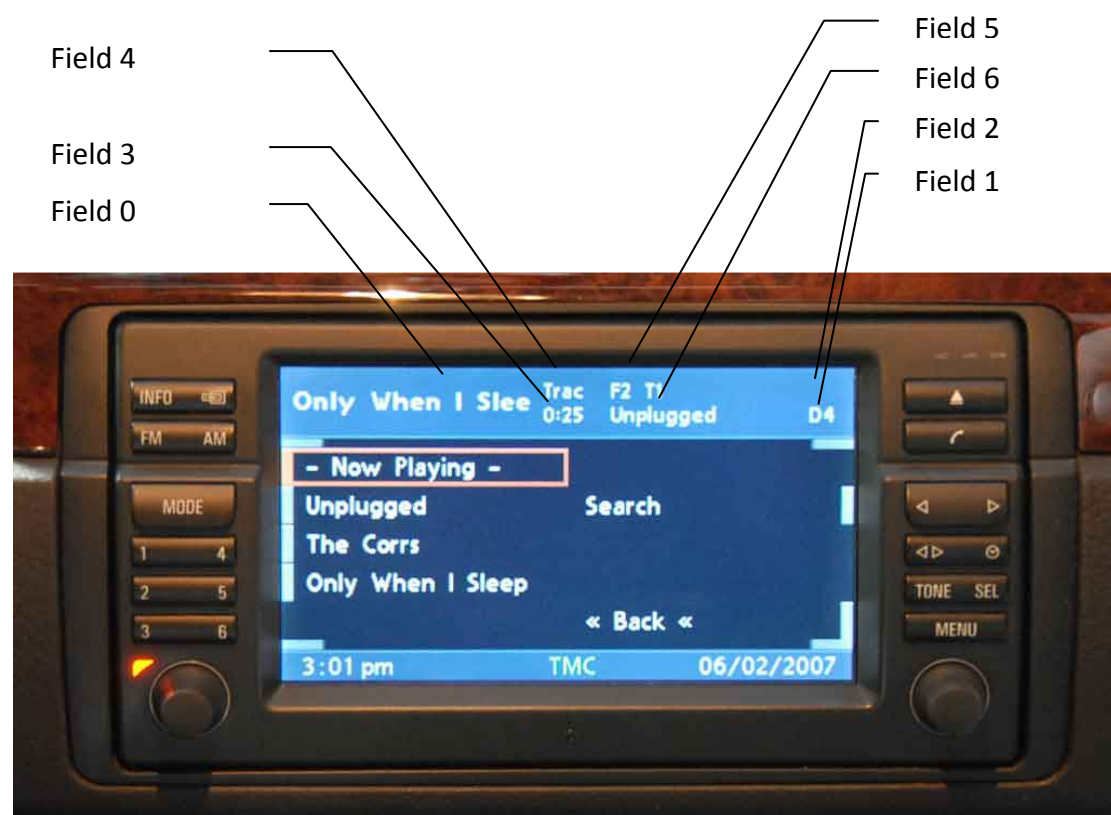 Field 5
Field 4
Field 6
Field 2
Field 3
Field 1
Field 0
INFO
FM AM
MODE
1 4
2 5
3 6
Only When I Slee
Trac F2 T1
0:25 Unplugged D4
- Now Playing -
Unplugged Search
The Corrs
Only When I Sleep
« Back «
3:01 pm TMC 06/02/2007
TONE SEL
MENU